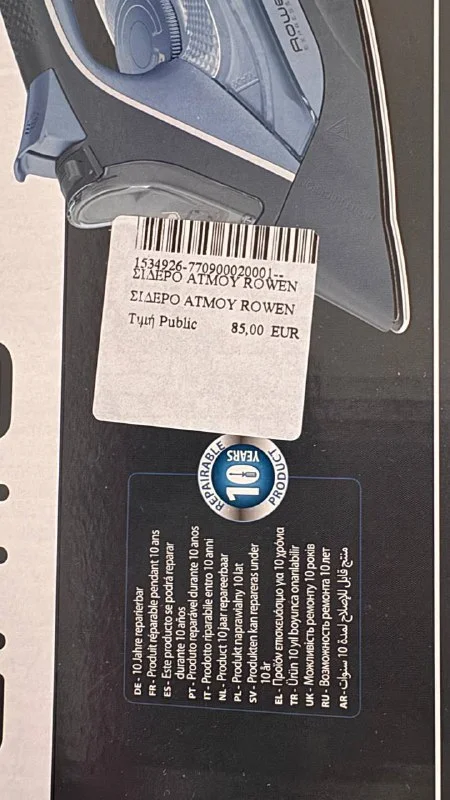 Rowe
1534926-770900020001--
ΣΙΔΕΡΟ ΑΤΜΟΥ ROWEN
ΣΙΔΕΡΟ ΑΤΜΟΥ ROWEN
Τιμή Public 85,00 EUR
REPAIRABLE
10
YEARS
PRODUCT
DE - 10 Jahre reparierbar
FR - Produit réparable pendant 10 ans
ES - Este producto se podrá reparar
durante 10 años
PT - Produto reparável durante 10 anos
IT - Prodotto riparabile entro 10 anni
NL - Product 10 jaar repareerbaar
PL - Produkt naprawialny 10 lat
SV - Produkten kan repareras under
10 år
EL - Προϊόν επισκευάσιμο για 10 χρόνια
TR - Ürün 10 yıl boyunca onarılabilir
UK - Можливість ремонту 10 років
RU - Возможность ремонта 10 лет
AR - منتج قابل للإصلاح لمدة 10 سنوات